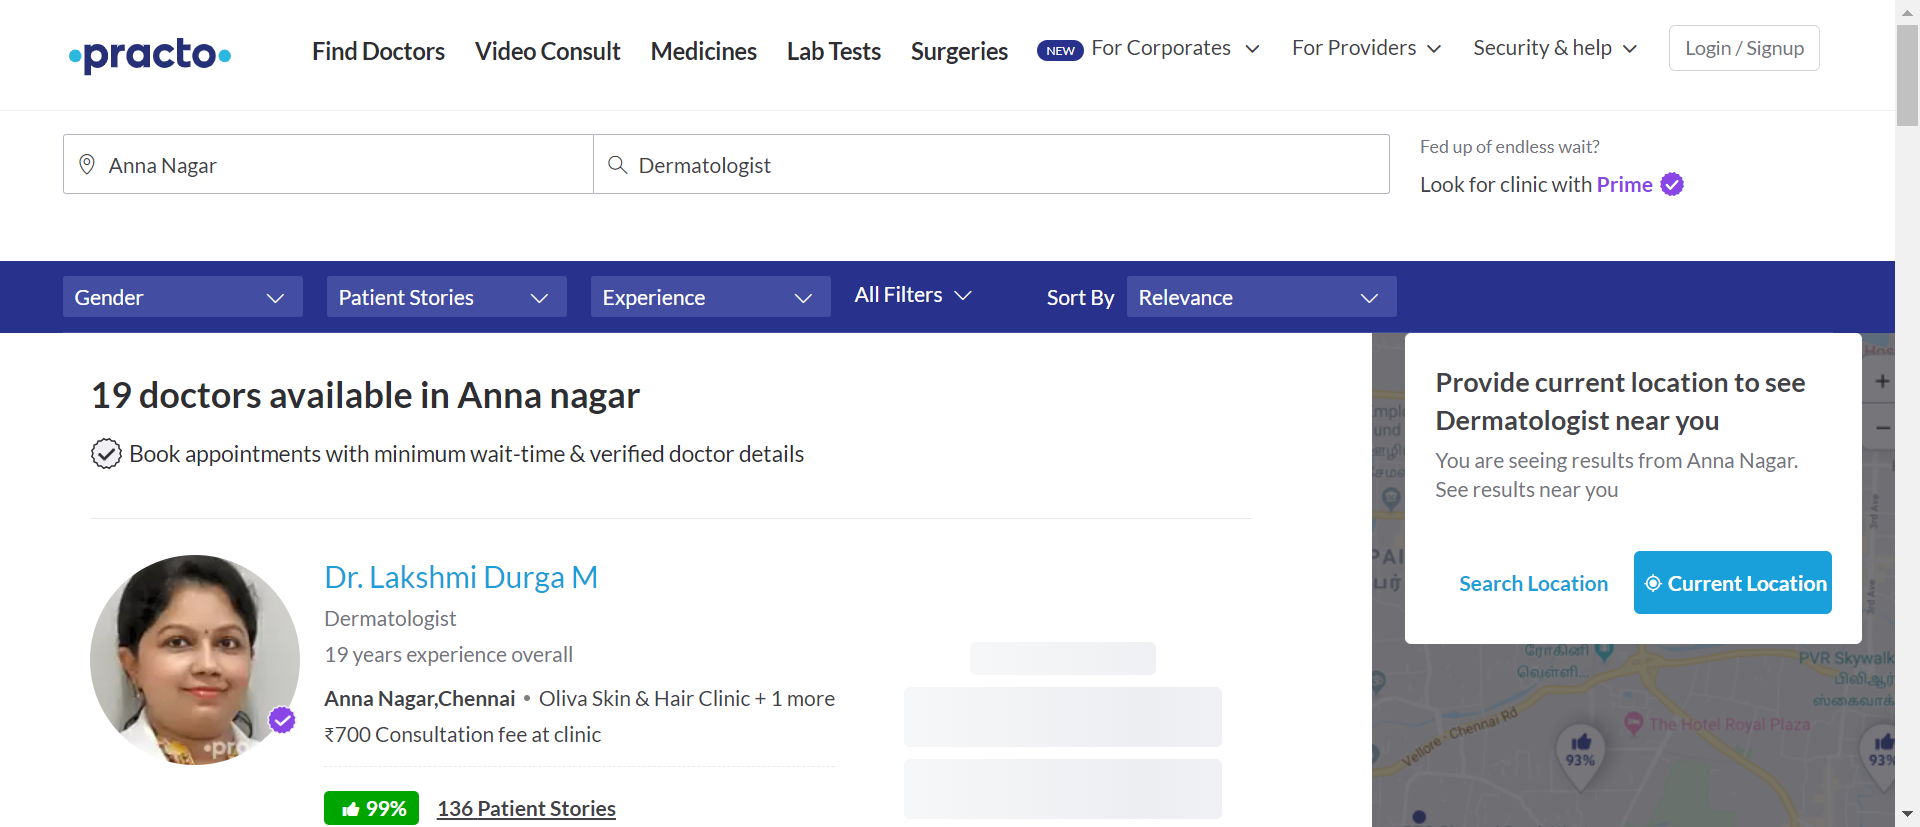 practo
Find Doctors
Video Consult
Medicines
Lab Tests
Surgeries
NEW For Corporates
For Providers
Security & help
Login / Signup
Anna Nagar
Dermatologist
Fed up of endless wait?
Look for clinic with Prime
Gender
Patient Stories
Experience
All Filters
Sort By
Relevance
19 doctors available in Anna nagar
Book appointments with minimum wait-time & verified doctor details
Dr. Lakshmi Durga M
Dermatologist
19 years experience overall
Anna Nagar,Chennai • Oliva Skin & Hair Clinic + 1 more
₹700 Consultation fee at clinic
99% 136 Patient Stories
Provide current location to see
Dermatologist near you
You are seeing results from Anna Nagar.
See results near you
Search Location
Current Location
3rd Ave
3rd Ave
ரோகினி
வெள்ளி...
PVR Skywalk
Vellore - Chennai Rd
The Hotel Royal Plaza
93%
93%